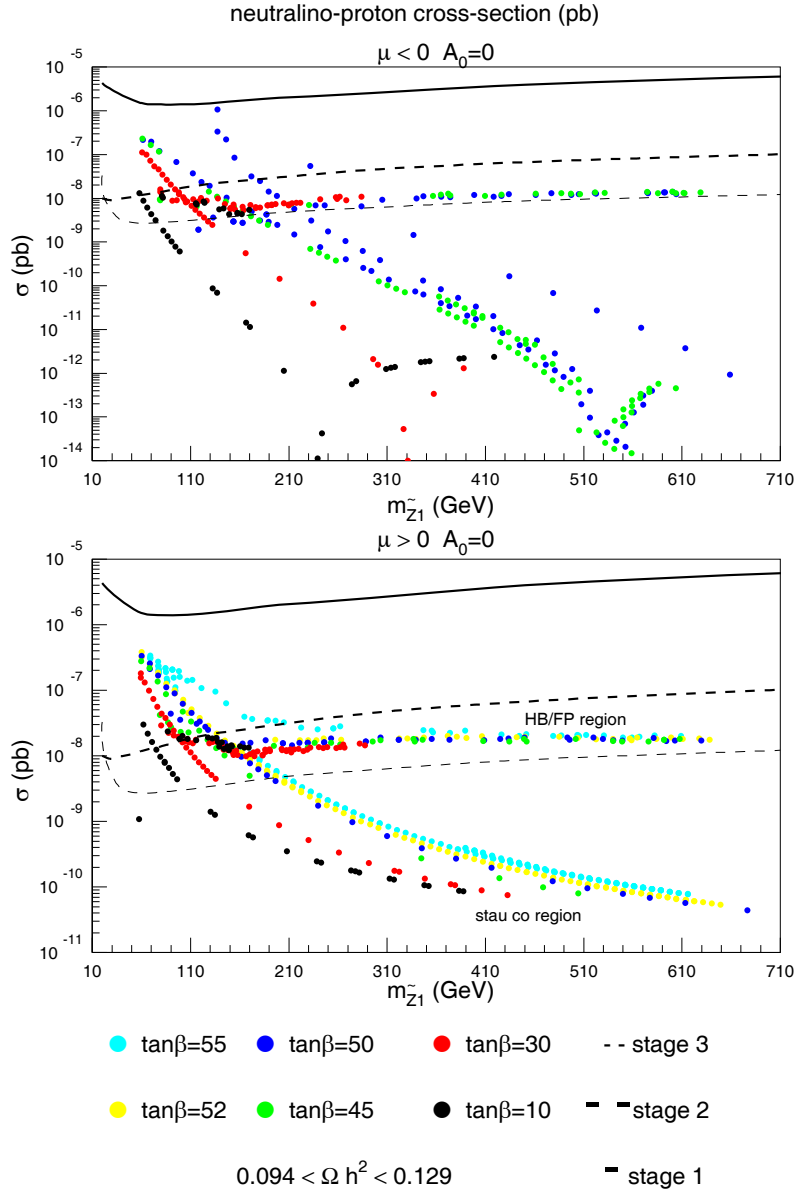 neutralino-proton cross-section (pb)
μ < 0 A₀=0
10⁻⁵
10⁻⁶
10⁻⁷
10⁻⁸
10⁻⁹
10⁻¹⁰
10⁻¹¹
10⁻¹²
10⁻¹³
10⁻¹⁴
σ (pb)
10 110 210 310 410 510 610 710
m_Z̃1 (GeV)
μ > 0 A₀=0
10⁻⁵
10⁻⁶
10⁻⁷
10⁻⁸
10⁻⁹
10⁻¹⁰
10⁻¹¹
σ (pb)
HB/FP region
stau co region
10 110 210 310 410 510 610 710
m_Z̃1 (GeV)
tanβ=55 tanβ=50 tanβ=30 stage 3
tanβ=52 tanβ=45 tanβ=10 stage 2
0.094 < Ω h² < 0.129 stage 1